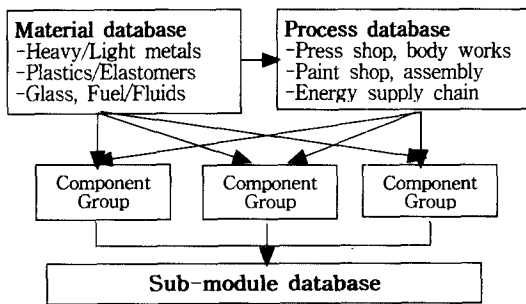 Material database
-Heavy/Light metals
-Plastics/Elastomers
-Glass, Fuel/Fluids
Process database
-Press shop, body works
-Paint shop, assembly
-Energy supply chain
Component
Group
Component
Group
Component
Group
Sub-module database